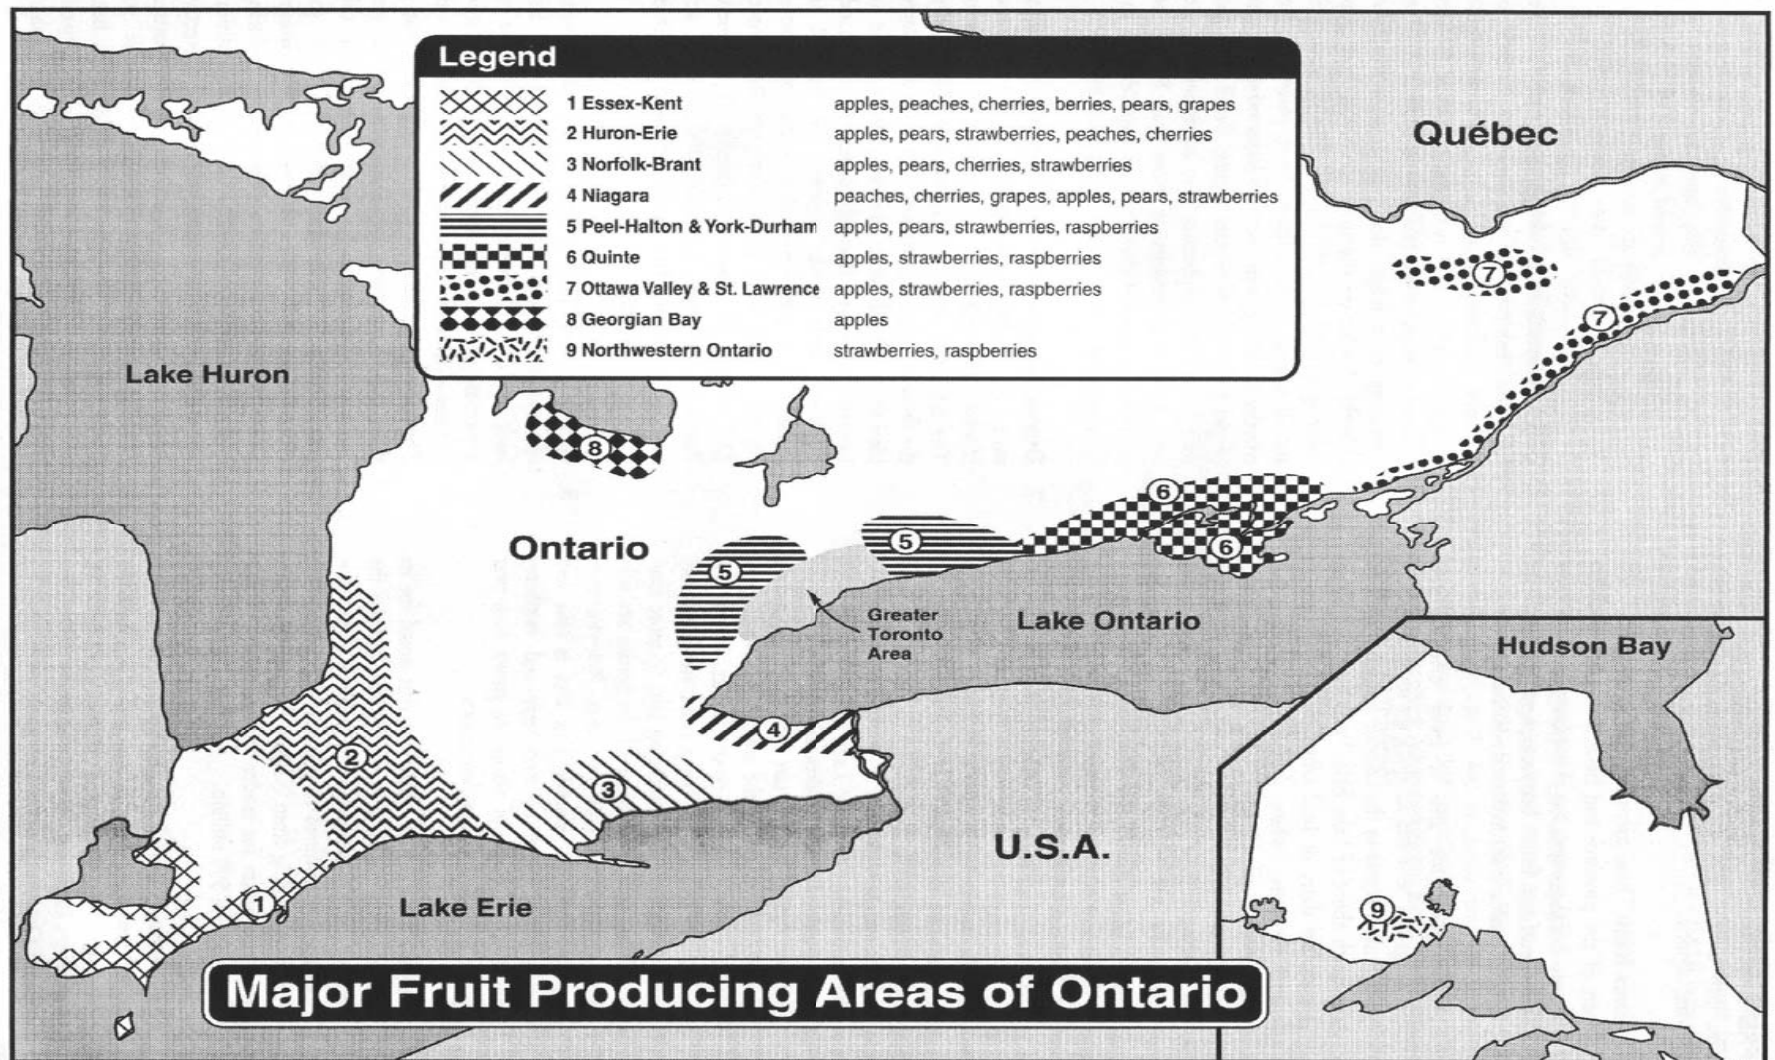 Legend
1 Essex-Kent apples, peaches, cherries, berries, pears, grapes
2 Huron-Erie apples, pears, strawberries, peaches, cherries
3 Norfolk-Brant apples, pears, cherries, strawberries
4 Niagara peaches, cherries, grapes, apples, pears, strawberries
5 Peel-Halton & York-Durham apples, pears, strawberries, raspberries
6 Quinte apples, strawberries, raspberries
7 Ottawa Valley & St. Lawrence apples, strawberries, raspberries
8 Georgian Bay apples
9 Northwestern Ontario strawberries, raspberries
Québec
7
7
Lake Huron
8
6
Ontario
5
5
6
Greater
Toronto
Area
Lake Ontario
Hudson Bay
4
2
3
U.S.A.
1
Lake Erie
9
Major Fruit Producing Areas of Ontario